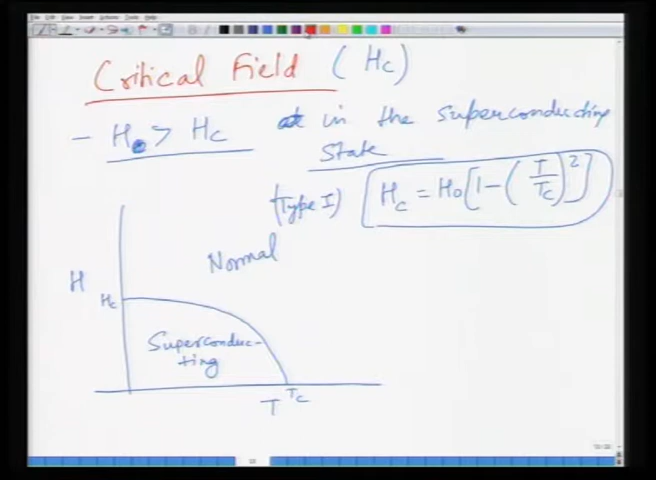 Critical Field (Hc)
- H > Hc in the superconducting
state
(Type I) Hc = H0[1-(T/Tc)^2]
Normal
H
Hc
Superconduc-
ting
T Tc